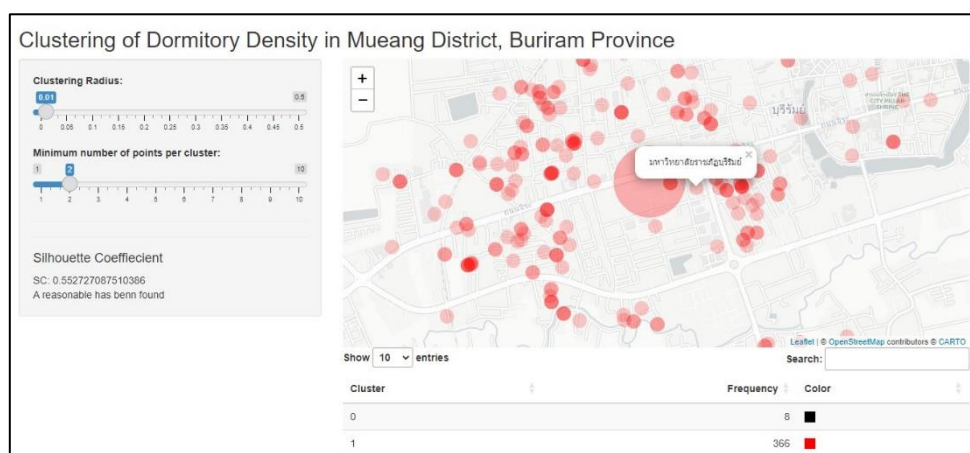 Clustering of Dormitory Density in Mueang District, Buriram Province
Clustering Radius:
0.01 0.5
0 0.05 0.1 0.15 0.2 0.25 0.3 0.35 0.4 0.45 0.5
Minimum number of points per cluster:
1 2 10
1 2 3 4 5 6 7 8 9 10
Silhouette Coeffiecient
SC: 0.552727087510386
A reasonable has benn found
+
−
บุรีรัมย์
CITY PILLAR
SHRINE
มหาวิทยาลัยราชภัฏบุรีรัมย์ ×
Leaflet | © OpenStreetMap contributors © CARTO
Show 10 entries Search:
Cluster Frequency Color
0 8
1 366